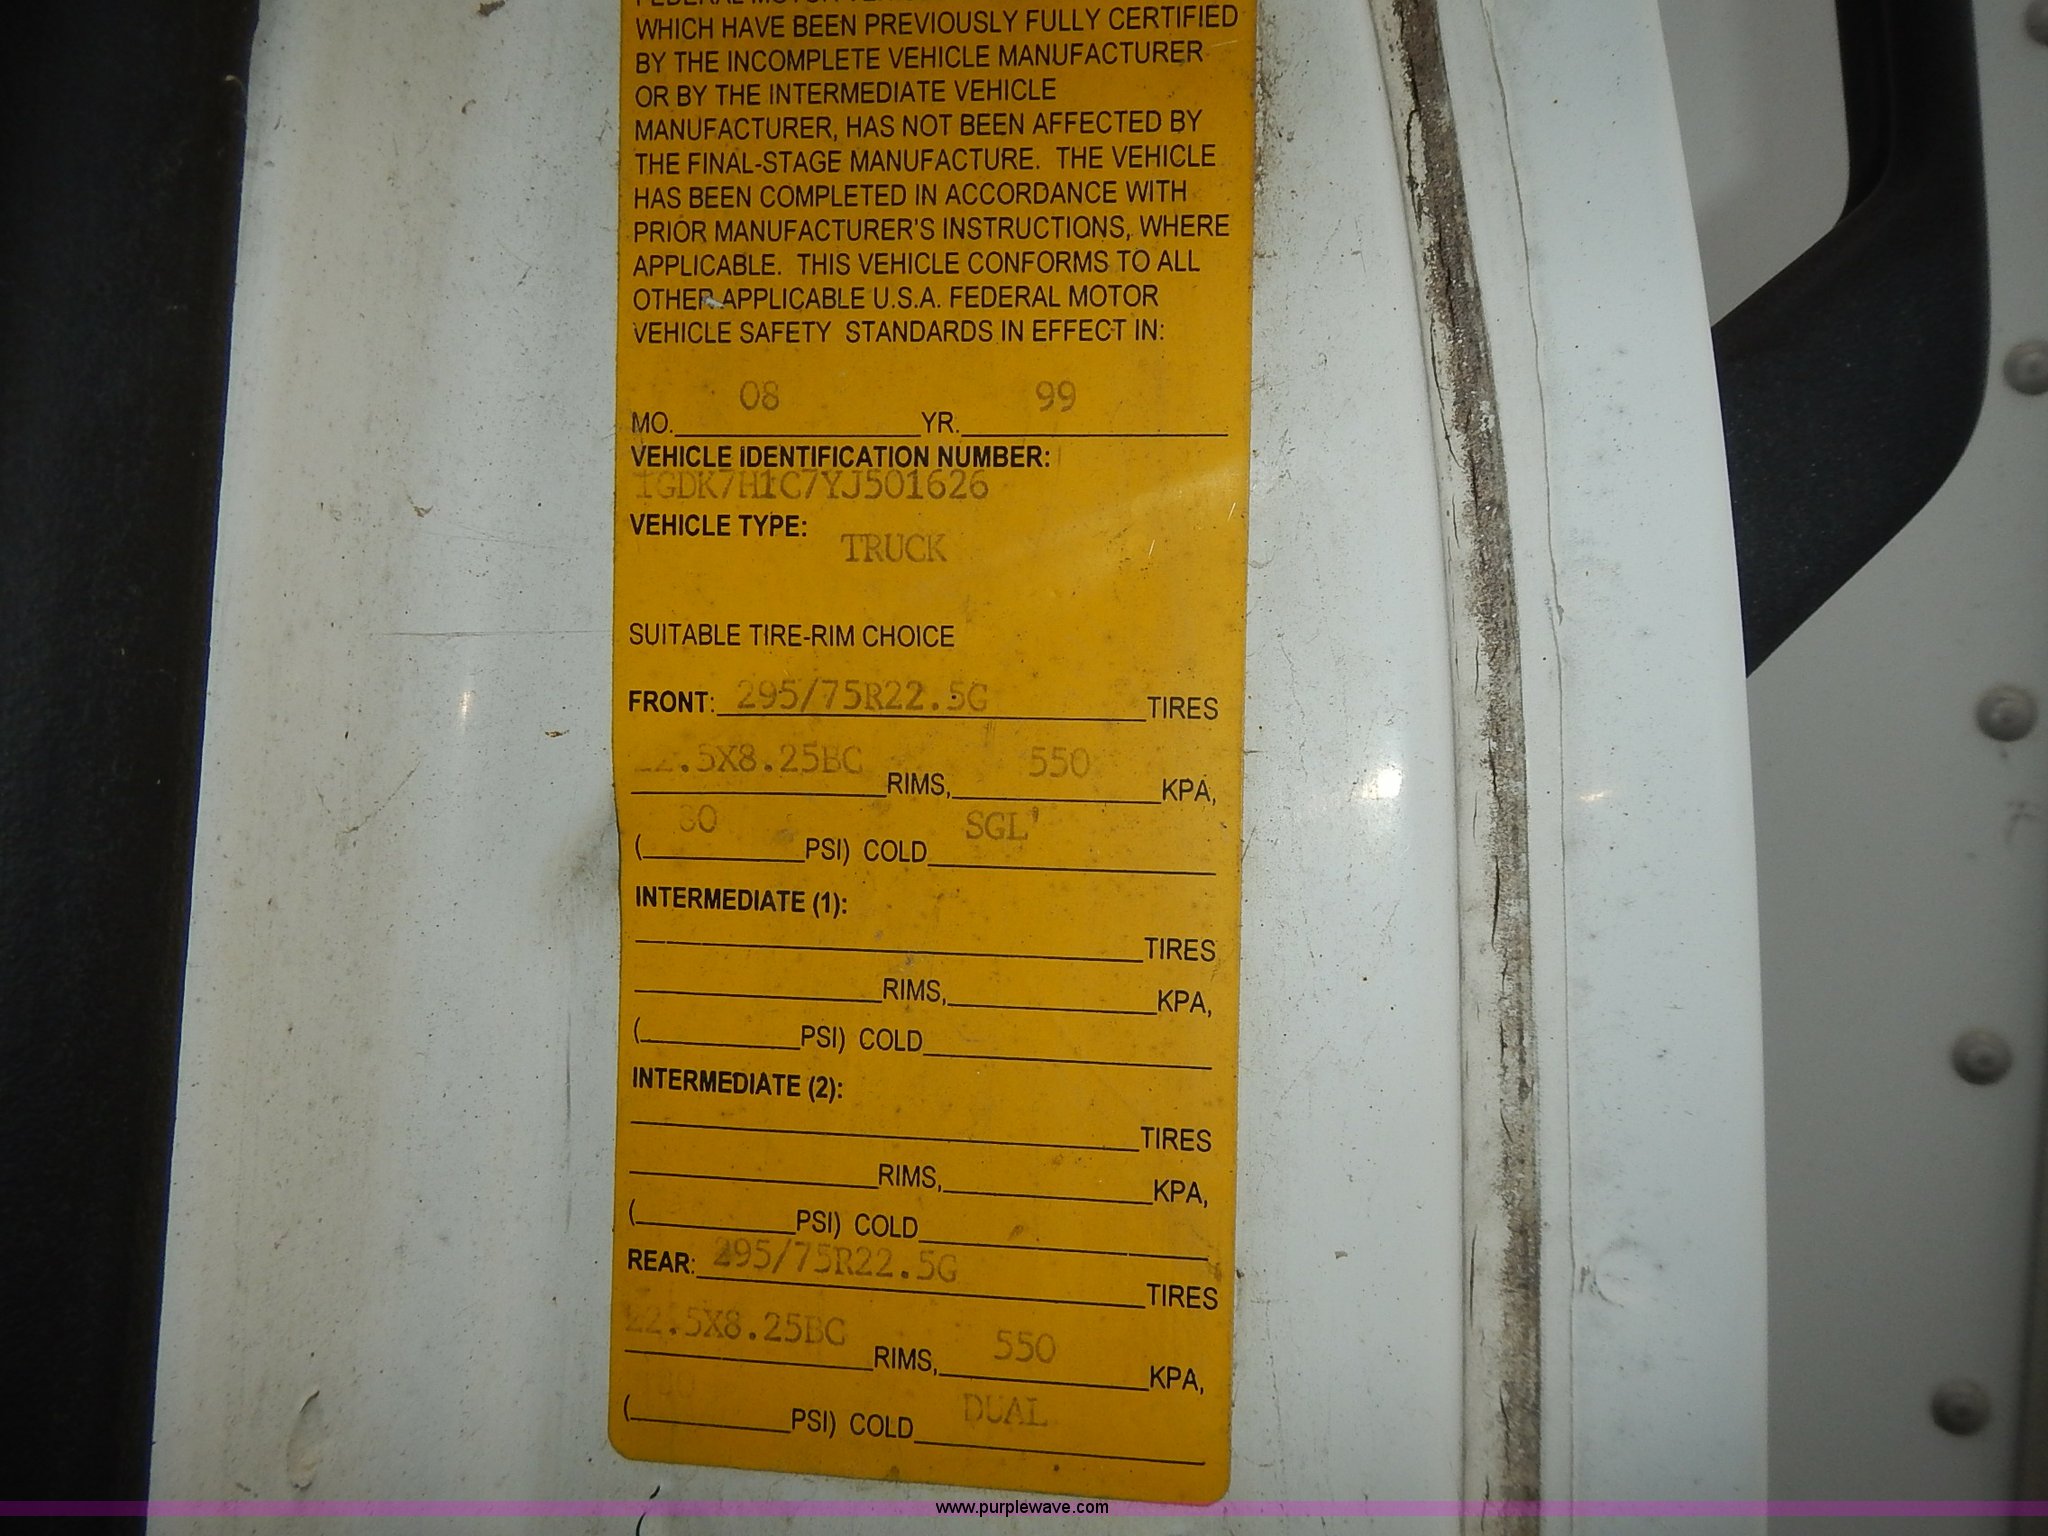 WHICH HAVE BEEN PREVIOUSLY FULLY CERTIFIED
BY THE INCOMPLETE VEHICLE MANUFACTURER
OR BY THE INTERMEDIATE VEHICLE
MANUFACTURER, HAS NOT BEEN AFFECTED BY
THE FINAL-STAGE MANUFACTURE. THE VEHICLE
HAS BEEN COMPLETED IN ACCORDANCE WITH
PRIOR MANUFACTURER'S INSTRUCTIONS, WHERE
APPLICABLE. THIS VEHICLE CONFORMS TO ALL
OTHER APPLICABLE U.S.A. FEDERAL MOTOR
VEHICLE SAFETY STANDARDS IN EFFECT IN:
MO. 08 YR. 99
VEHICLE IDENTIFICATION NUMBER:
1GDK7H1C7YJ501626
VEHICLE TYPE:
TRUCK
SUITABLE TIRE-RIM CHOICE
FRONT: 295/75R22.5G TIRES
22.5X8.25BC RIMS, 550 KPA,
(80 PSI) COLD SGL
INTERMEDIATE (1):
TIRES
RIMS, KPA,
( PSI) COLD
INTERMEDIATE (2):
TIRES
RIMS, KPA,
( PSI) COLD
REAR: 295/75R22.5G TIRES
22.5X8.25BC RIMS, 550 KPA,
( PSI) COLD DUAL
www.purplewave.com